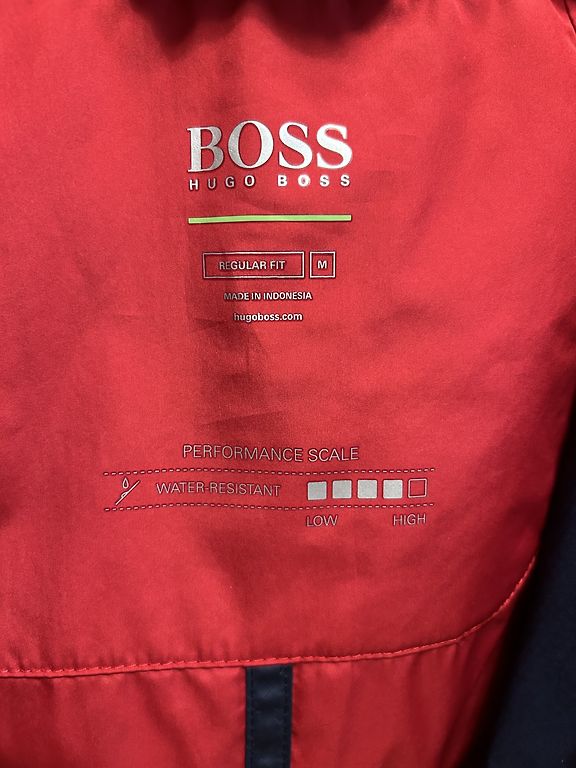 BOSS
HUGO BOSS
REGULAR FIT M
MADE IN INDONESIA
hugoboss.com
PERFORMANCE SCALE
WATER-RESISTANT
LOW HIGH